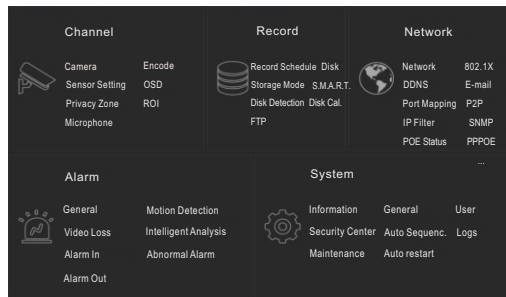 Channel
Camera Encode
Sensor Setting OSD
Privacy Zone ROI
Microphone
Record
Record Schedule Disk
Storage Mode S.M.A.R.T.
Disk Detection Disk Cal.
FTP
Network
Network 802.1X
DDNS E-mail
Port Mapping P2P
IP Filter SNMP
POE Status PPPOE
...
Alarm
General Motion Detection
Video Loss Intelligent Analysis
Alarm In Abnormal Alarm
Alarm Out
System
Information General User
Security Center Auto Sequenc. Logs
Maintenance Auto restart